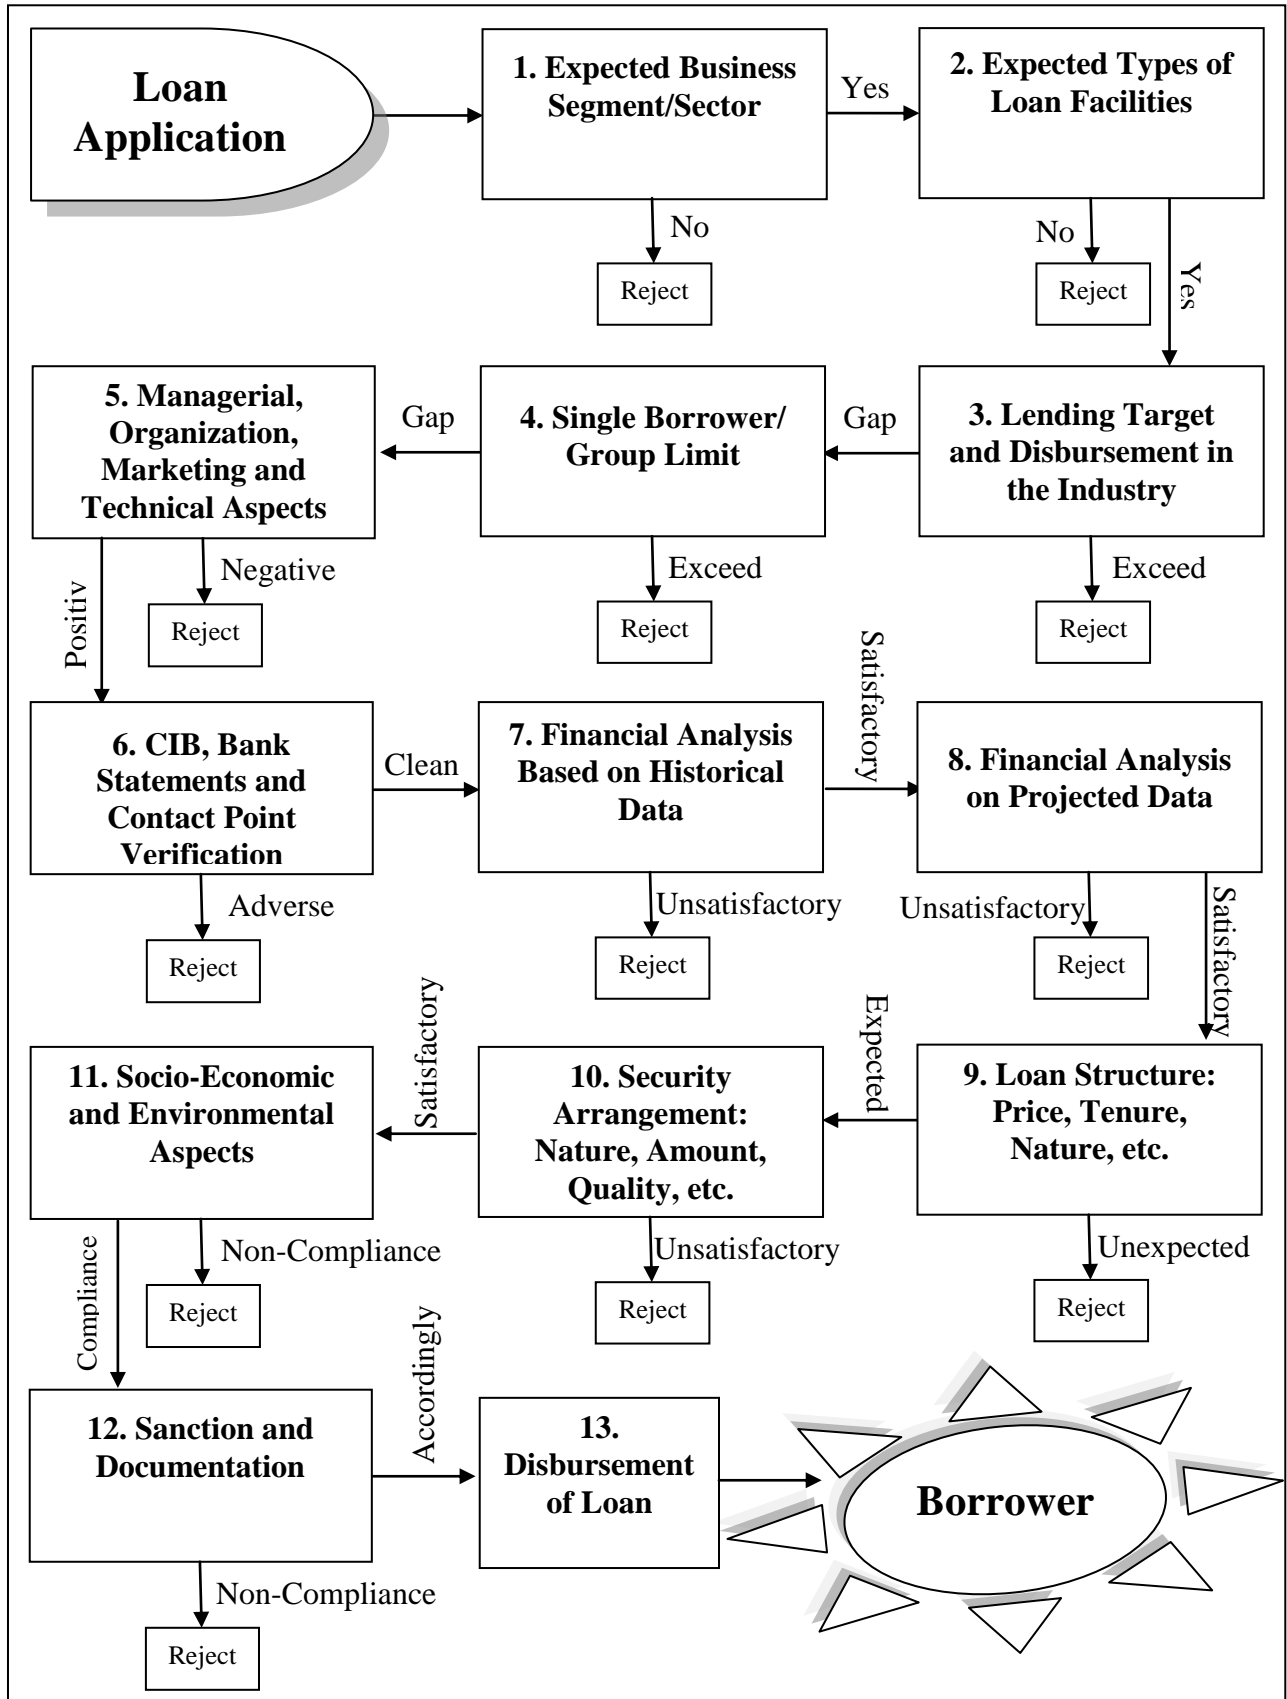 Loan
Application
1. Expected Business
Segment/Sector
Yes
2. Expected Types of
Loan Facilities
No
Reject
No
Reject
Yes
5. Managerial,
Organization,
Marketing and
Technical Aspects
Gap
4. Single Borrower/
Group Limit
Gap
3. Lending Target
and Disbursement in
the Industry
Positiv
Negative
Reject
Exceed
Reject
Exceed
Reject
6. CIB, Bank
Statements and
Contact Point
Verification
Clean
7. Financial Analysis
Based on Historical
Data
Satisfactory
8. Financial Analysis
on Projected Data
Adverse
Reject
Unsatisfactory
Reject
Unsatisfactory
Reject
Satisfactory
11. Socio-Economic
and Environmental
Aspects
Satisfactory
10. Security
Arrangement:
Nature, Amount,
Quality, etc.
Expected
9. Loan Structure:
Price, Tenure,
Nature, etc.
Compliance
Non-Compliance
Reject
Unsatisfactory
Reject
Unexpected
Reject
12. Sanction and
Documentation
Accordingly
13.
Disbursement
of Loan
Borrower
Non-Compliance
Reject